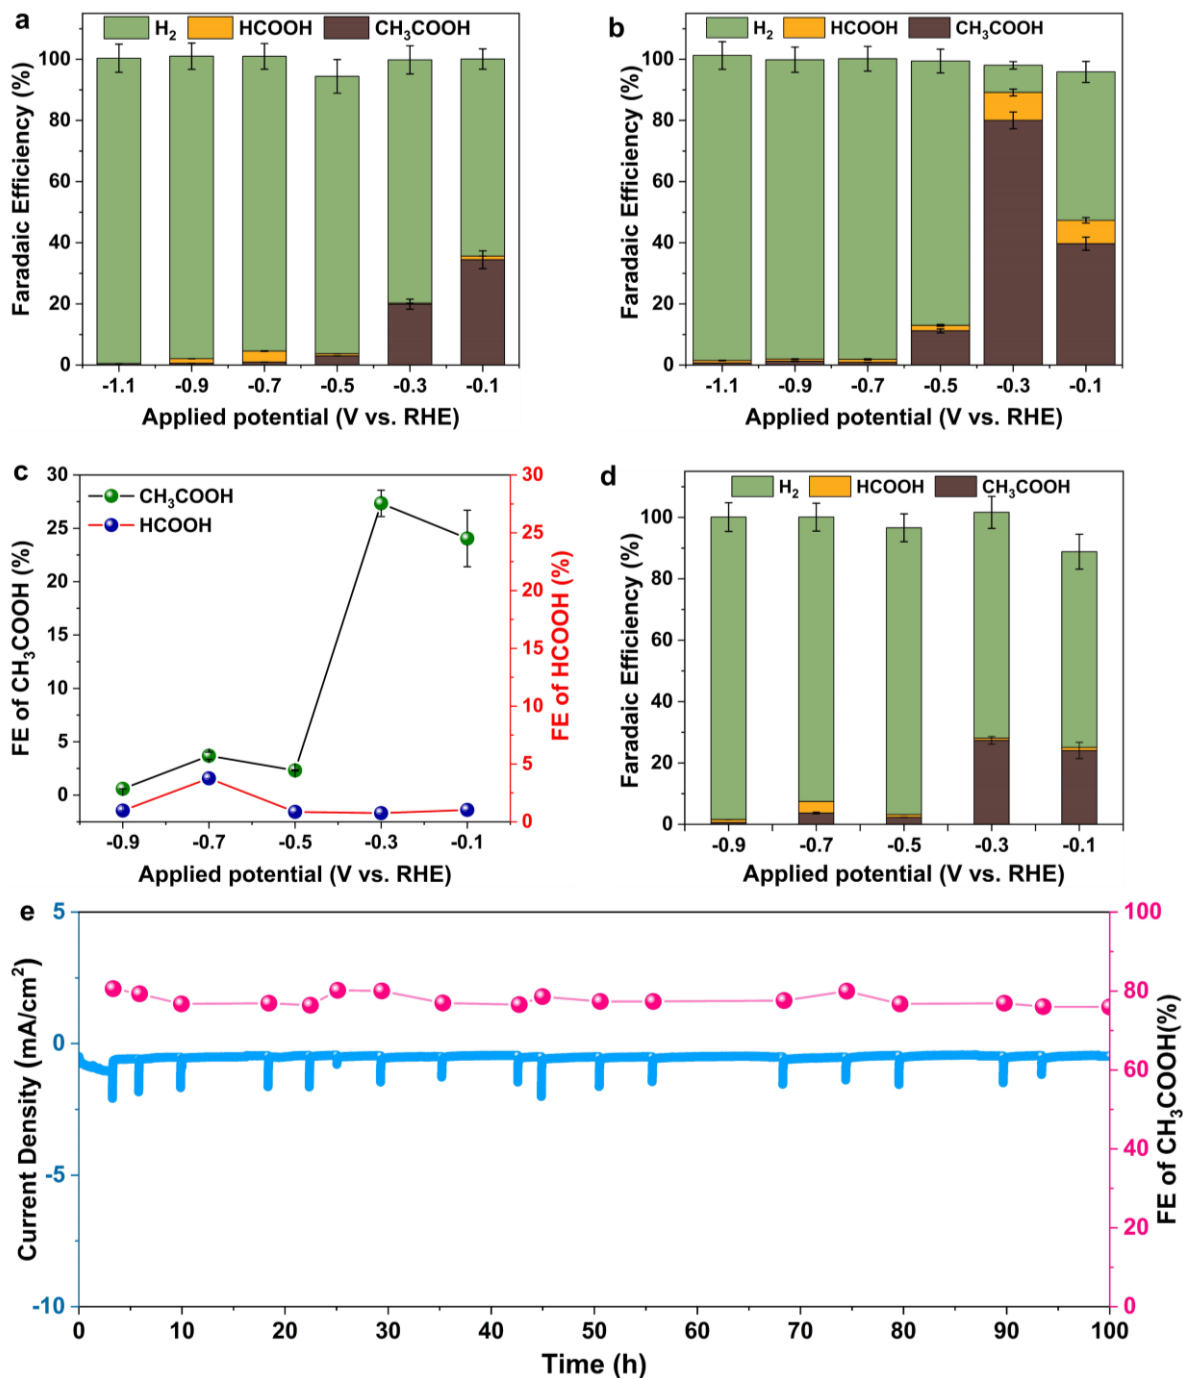 a
H₂ HCOOH CH₃COOH
Faradaic Efficiency (%)
100
80
60
40
20
0
-1.1 -0.9 -0.7 -0.5 -0.3 -0.1
Applied potential (V vs. RHE)
b
H₂ HCOOH CH₃COOH
Faradaic Efficiency (%)
100
80
60
40
20
0
-1.1 -0.9 -0.7 -0.5 -0.3 -0.1
Applied potential (V vs. RHE)
c
CH₃COOH
HCOOH
FE of CH₃COOH (%)
30
25
20
15
10
5
0
FE of HCOOH (%)
30
25
20
15
10
5
0
-0.9 -0.7 -0.5 -0.3 -0.1
Applied potential (V vs. RHE)
d
H₂ HCOOH CH₃COOH
Faradaic Efficiency (%)
100
80
60
40
20
0
-0.9 -0.7 -0.5 -0.3 -0.1
Applied potential (V vs. RHE)
e
Current Density (mA/cm²)
5
0
-5
-10
FE of CH₃COOH(%)
100
80
60
40
20
0
0 10 20 30 40 50 60 70 80 90 100
Time (h)